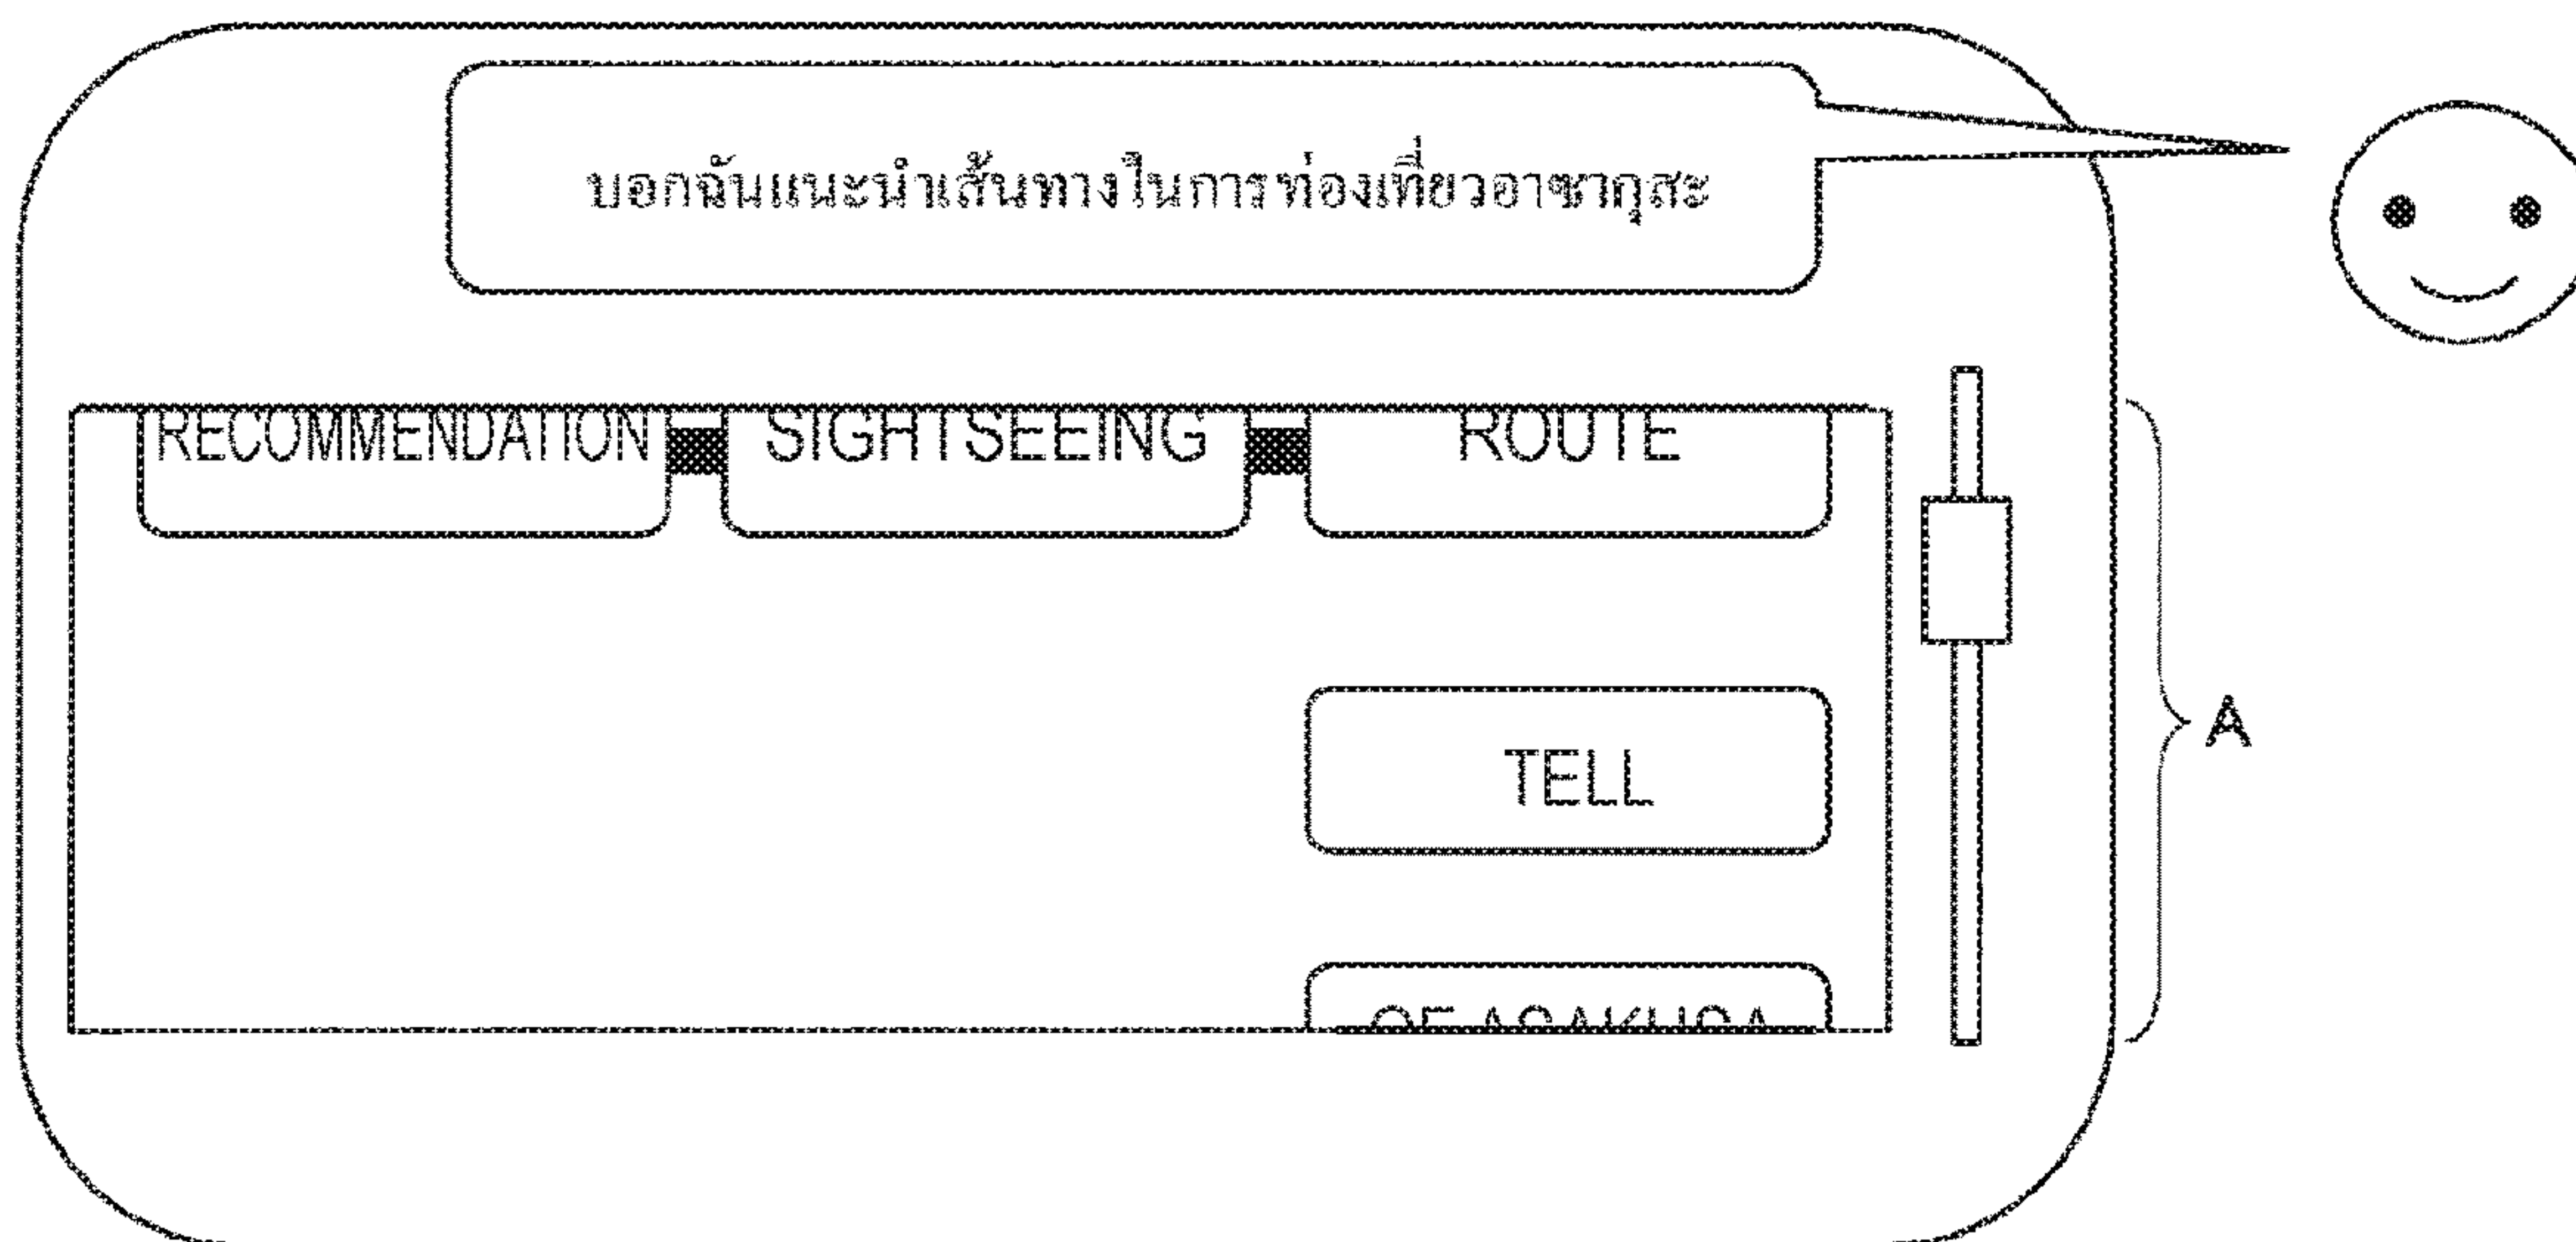 บอกฉันแนะนำเส้นทางในการท่องเที่ยวอาซากุสะ
RECOMMENDATION SIGHTSEEING ROUTE
TELL
A
OF ASAKUSA